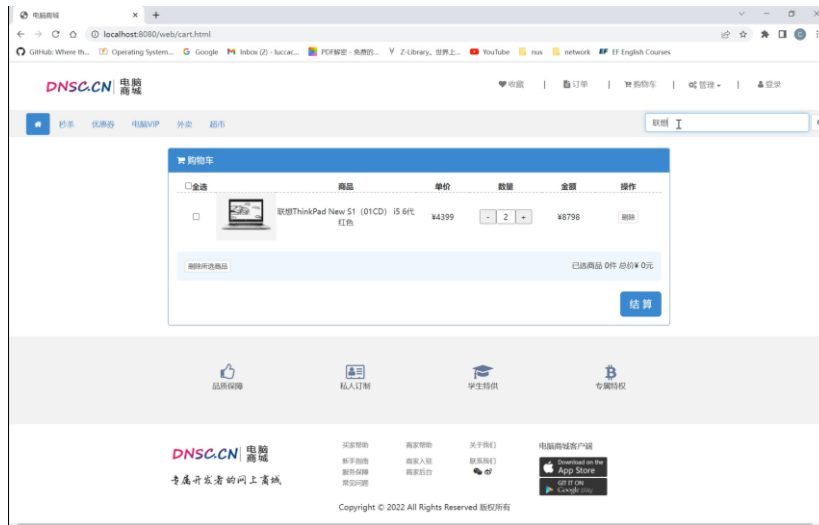 电脑商城
localhost:8080/web/cart.html
GitHub: Where th... Operating System... Google Inbox (2) - luccac... PDF解密 - 免费的... Z-Library。世界上... YouTube nus network EF English Courses
DNSC.CN 电脑商城
收藏 | 订单 | 购物车 | 管理 | 登录
秒杀 优惠券 电脑VIP 外卖 超市
联想
购物车
全选 商品 单价 数量 金额 操作
联想ThinkPad New S1（01CD） i5 6代 ¥4399 - 2 + ¥8798 删除
红色
删除所选商品 已选商品 0件 总价¥ 0元
结 算
品质保障 私人订制 学生特供 专属特权
DNSC.CN 电脑商城
专属开发者的网上商城
买家帮助 商家帮助 关于我们 电脑商城客户端
新手指南 商家入驻 联系我们
服务保障 商家后台
常见问题
Download on the
App Store
GET IT ON
Google play
Copyright © 2022 All Rights Reserved 版权所有